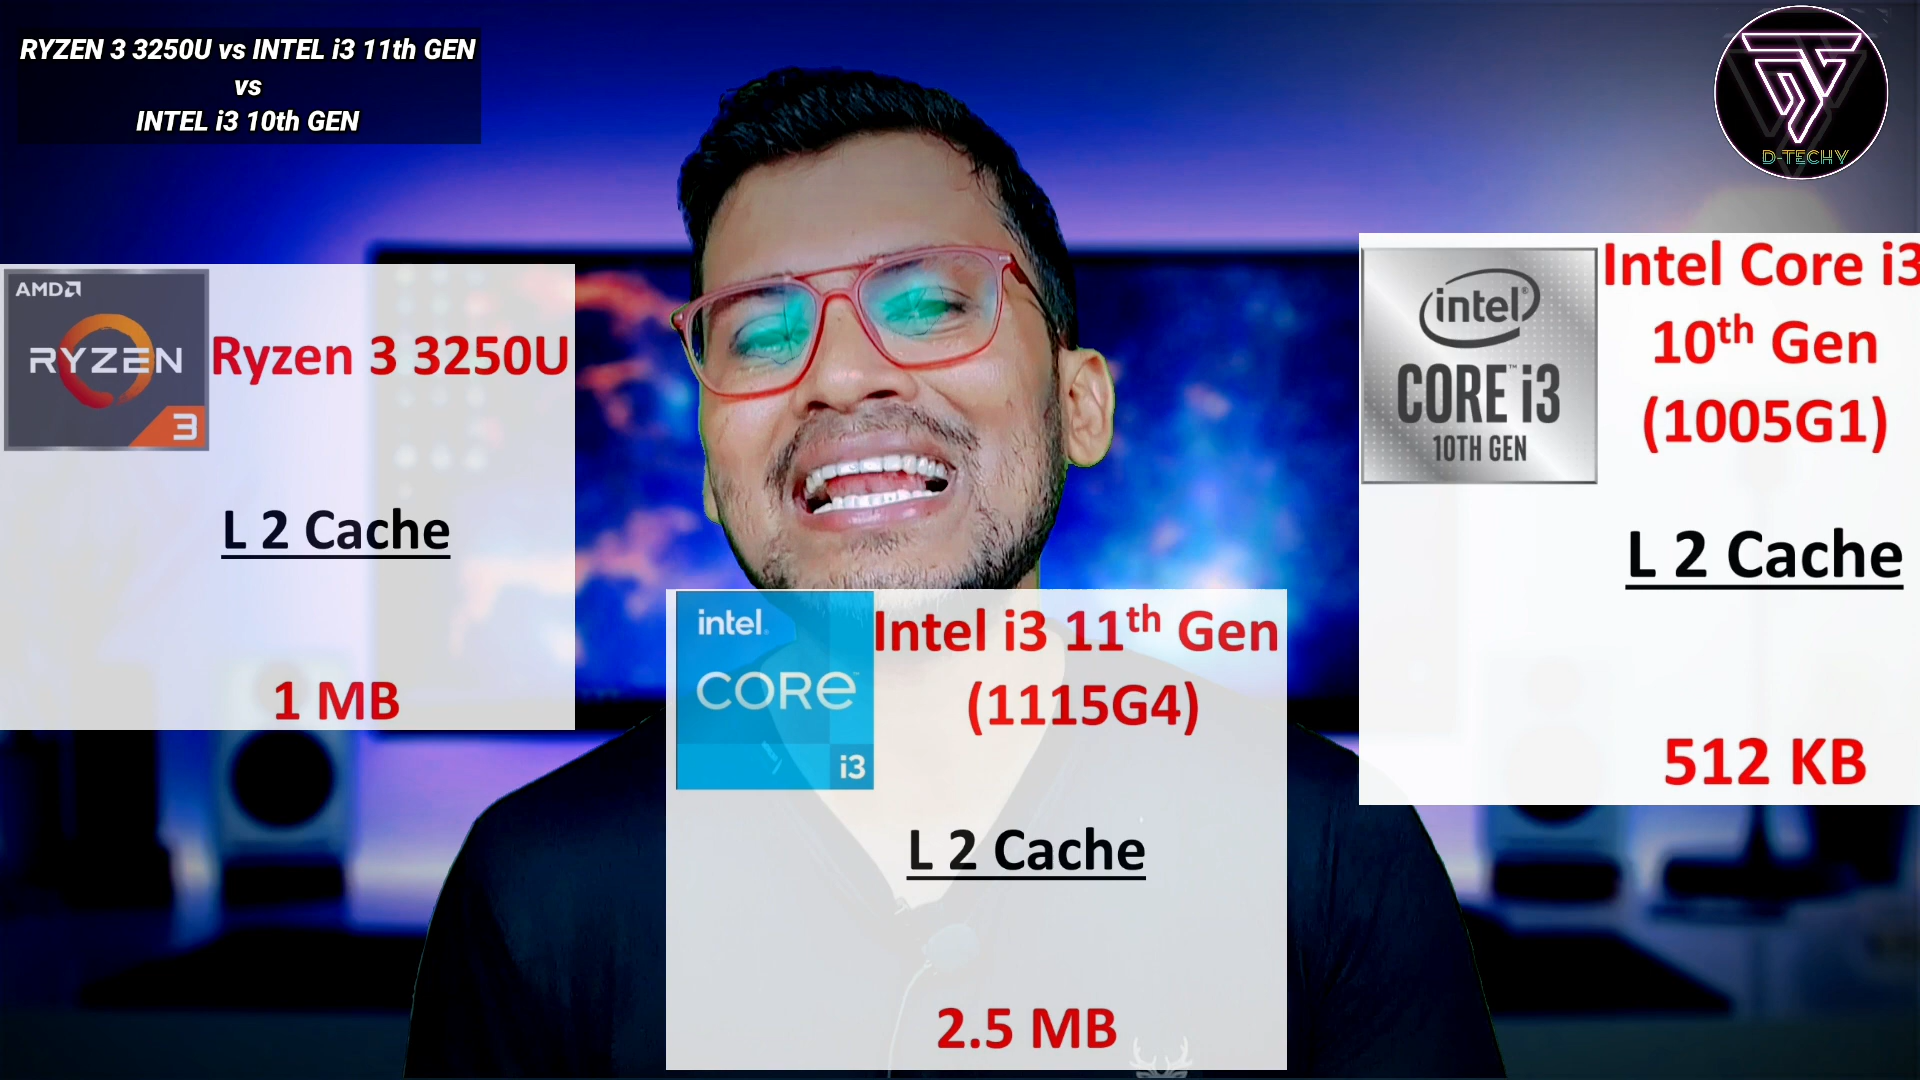 RYZEN 3 3250U vs INTEL i3 11th GEN
vs
INTEL i3 10th GEN
D-TECHY
AMD
RYZEN
3
Ryzen 3 3250U
L 2 Cache
1 MB
intel
CORE
i3
Intel i3 11th Gen
(1115G4)
L 2 Cache
2.5 MB
intel
CORE i3
10TH GEN
Intel Core i3
10th Gen
(1005G1)
L 2 Cache
512 KB